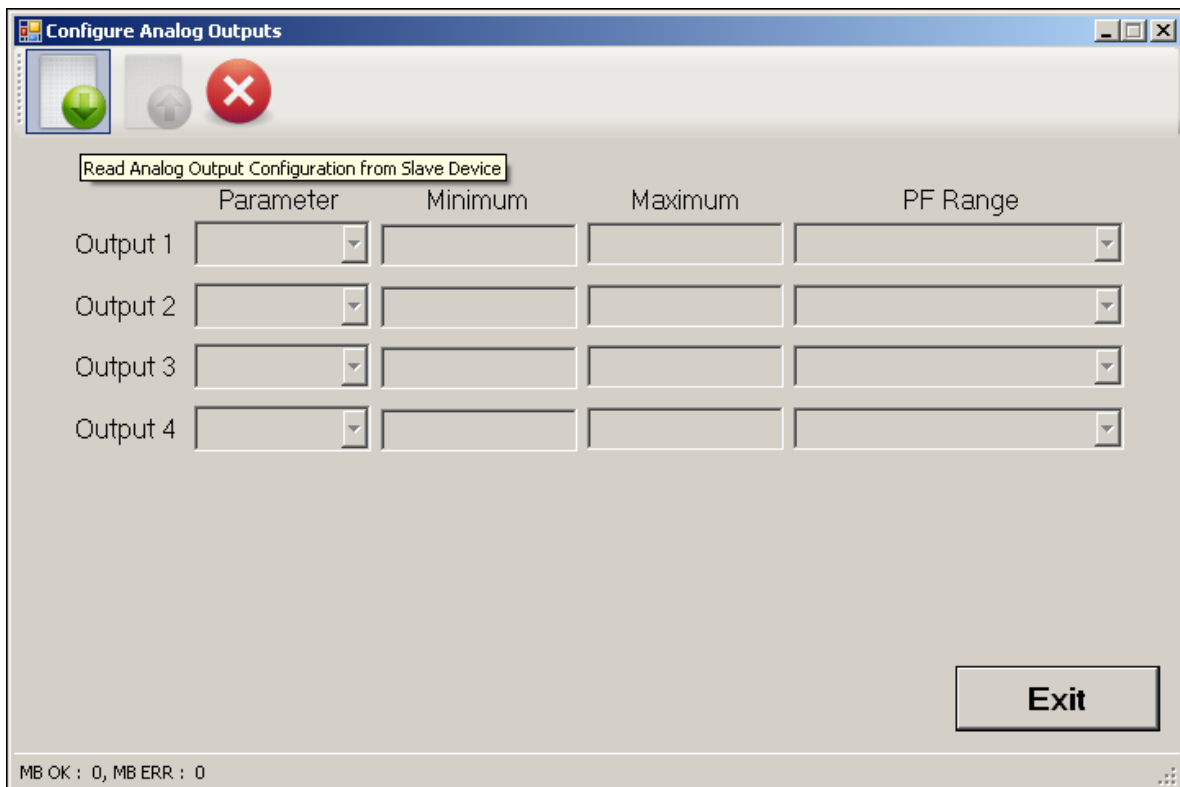 Configure Analog Outputs
Read Analog Output Configuration from Slave Device
Parameter Minimum Maximum PF Range
Output 1
Output 2
Output 3
Output 4
Exit
MB OK : 0, MB ERR : 0